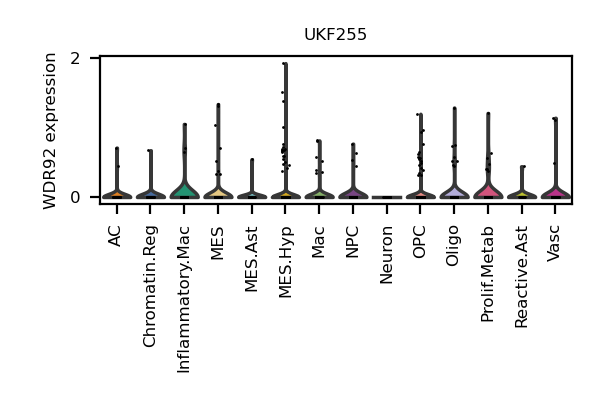 UKF255
WDR92 expression
2
0
AC
Chromatin.Reg
Inflammatory.Mac
MES
MES.Ast
MES.Hyp
Mac
NPC
Neuron
OPC
Oligo
Prolif.Metab
Reactive.Ast
Vasc